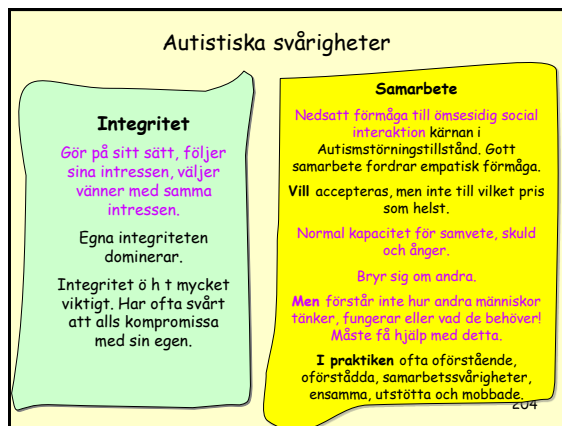 Autistiska svårigheter
Integritet
Gör på sitt sätt, följer
sina intressen, väljer
vänner med samma
intressen.
Egna integriteten
dominerar.
Integritet ö h t mycket
viktigt. Har ofta svårt
att alls kompromissa
med sin egen.
Samarbete
Nedsatt förmåga till ömsesidig social
interaktion kärnan i
Autismstörningstillstånd. Gott
samarbete fordrar empatisk förmåga.
Vill accepteras, men inte till vilket pris
som helst.
Normal kapacitet för samvete, skuld
och ånger.
Bryr sig om andra.
Men förstår inte hur andra människor
tänker, fungerar eller vad de behöver!
Måste få hjälp med detta.
I praktiken ofta oförstående,
oförstådda, samarbetssvårigheter,
ensamma, utstötta och mobbade.
204